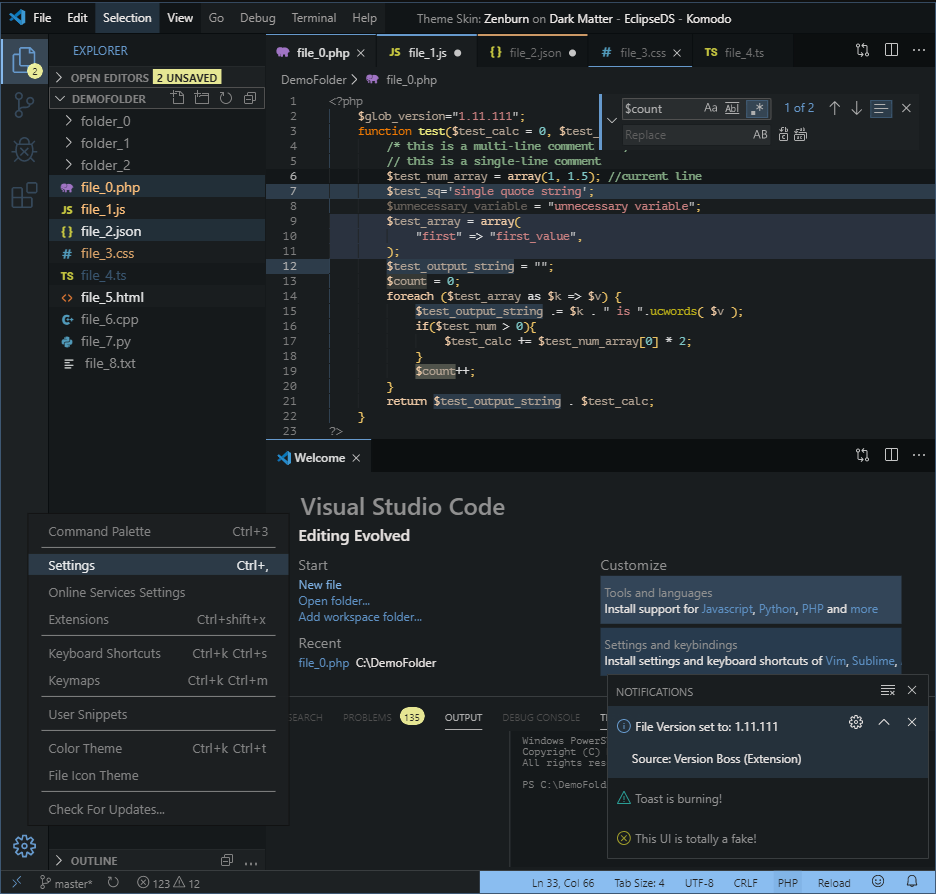 File Edit Selection View Go Debug Terminal Help Theme Skin: Zenburn on Dark Matter - EclipseDS - Komodo
2
EXPLORER
OPEN EDITORS 2 UNSAVED
DEMOFOLDER
folder_0
folder_1
folder_2
file_0.php
file_1.js
file_2.json
file_3.css
file_4.ts
file_5.html
file_6.cpp
file_7.py
file_8.txt
file_0.php JS file_1.js {} file_2.json # file_3.css TS file_4.ts
DemoFolder > file_0.php
$count Aa Abl .* 1 of 2
Replace AB
1 <?php
2 $glob_version="1.11.111";
3 function test($test_calc = 0, $test_
4 /* this is a multi-line comment
5 // this is a single-line comment
6 $test_num_array = array(1, 1.5); //current line
7 $test_sq='single quote string';
8 $unnecessary_variable = "unnecessary variable";
9 $test_array = array(
10 "first" => "first_value",
11 );
12 $test_output_string = "";
13 $count = 0;
14 foreach ($test_array as $k => $v) {
15 $test_output_string .= $k . " is ".ucwords( $v );
16 if($test_num > 0){
17 $test_calc += $test_num_array[0] * 2;
18 }
19 $count++;
20 }
21 return $test_output_string . $test_calc;
22 }
23 ?>
Welcome
Visual Studio Code
Editing Evolved
Start
New file
Open folder...
Add workspace folder...
Recent
file_0.php C:\DemoFolder
Customize
Tools and languages
Install support for Javascript, Python, PHP and more
Settings and keybindings
Install settings and keyboard shortcuts of Vim, Sublime,
Command Palette Ctrl+3
Settings Ctrl+,
Online Services Settings
Extensions Ctrl+shift+x
Keyboard Shortcuts Ctrl+k Ctrl+s
Keymaps Ctrl+k Ctrl+m
User Snippets
Color Theme Ctrl+k Ctrl+t
File Icon Theme
Check For Updates...
SEARCH PROBLEMS 135 OUTPUT DEBUG CONSOLE T
Windows PowerS
Copyright (C)
All rights res
PS C:\DemoFold
NOTIFICATIONS
File Version set to: 1.11.111
Source: Version Boss (Extension)
Toast is burning!
This UI is totally a fake!
OUTLINE
master* 123 12 Ln 33, Col 66 Tab Size: 4 UTF-8 CRLF PHP Reload